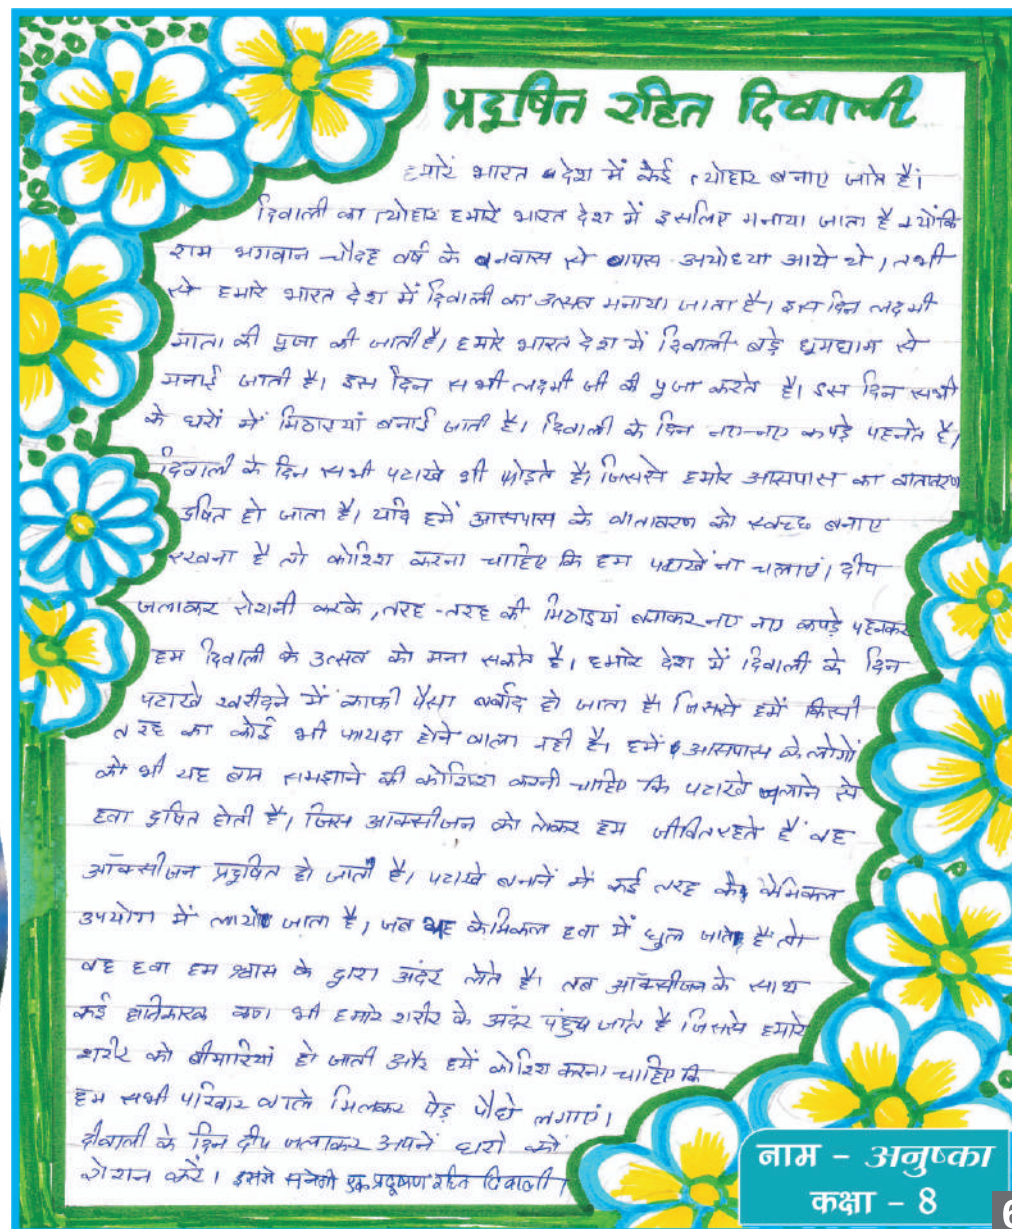 प्रदूषित रहित दिवाली
हमारें भारत देश में कई त्योहार बनाए जाते हैं।
दिवाली का त्योहार हमारे भारत देश में इसलिए मनाया जाता है क्योंकि
राम भगवान चौदह वर्ष के बनवास से वापस अयोध्या आये थे, तभी
से हमारे भारत देश में दिवाली का उत्सव मनाया जाता है। इस दिन लक्ष्मी
माता की पूजा की जाती है, हमारे भारत देश में दिवाली बड़े धूमधाम से
मनाई जाती है। इस दिन सभी लक्ष्मी जी की पूजा करते है। इस दिन सभी
के घरों में मिठाइयां बनाई जाती है। दिवाली के दिन नए-नए कपड़े पहनते है,
दिवाली के दिन सभी पटाखे भी फोड़ते है, जिससे हमारे आसपास का वातावरण
दुषित हो जाता है, यदि हमें आसपास के वातावरण को स्वच्छ बनाए
रखना है तो कोशिश करना चाहिए कि हम पटाखें ना चलाएं, दीप
जलाकर रोशनी करके, तरह-तरह की मिठाइयां बनाकर नए नए कपड़े पहनकर
हम दिवाली के उत्सव को मना सकते है। हमारे देश में दिवाली के दिन
पटाखे खरीदने में काफी पैसा बर्बाद हो जाता है। जिससे हमें किसी
तरह का कोई भी फायदा होने वाला नही है। हमें आसपास के लोगों
को भी यह बात समझाने की कोशिश करनी चाहिए कि पटाखे चलाने से
हवा दुषित होती है, जिस आक्सीजन को लेकर हम जीवित रहते हैं वह
ऑक्सीजन प्रदूषित हो जाती है, पटाखे बनाने में कई तरह के केमिकल
उपयोग में लाया जाता है, जब यह केमिकल हवा में घुल जाते है तो
वह हवा हम श्वास के द्वारा अंदर लेते है। तब ऑक्सीजन के साथ
कई हानिकारक कण भी हमारे शरीर के अंदर पंहुच जाते है जिससे हमारे
शरीर को बीमारियां हो जाती और हमें कोशिश करना चाहिए कि
हम सभी परिवार वाले मिलकर पेड़ पौधे लगाएं।
दीवाली के दिन दीप जलाकर अपने घरो को
रोशन करें। इससे मनेगी एक प्रदूषण रहित दिवाली।
नाम - अनुष्का
कक्षा - 8
6